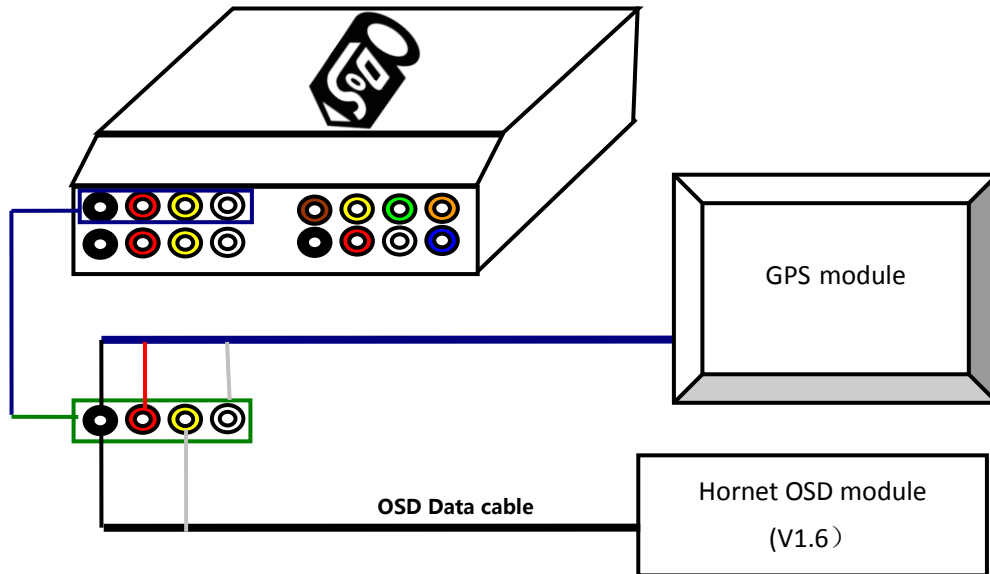 GPS module
OSD Data cable
Hornet OSD module
(V1.6）